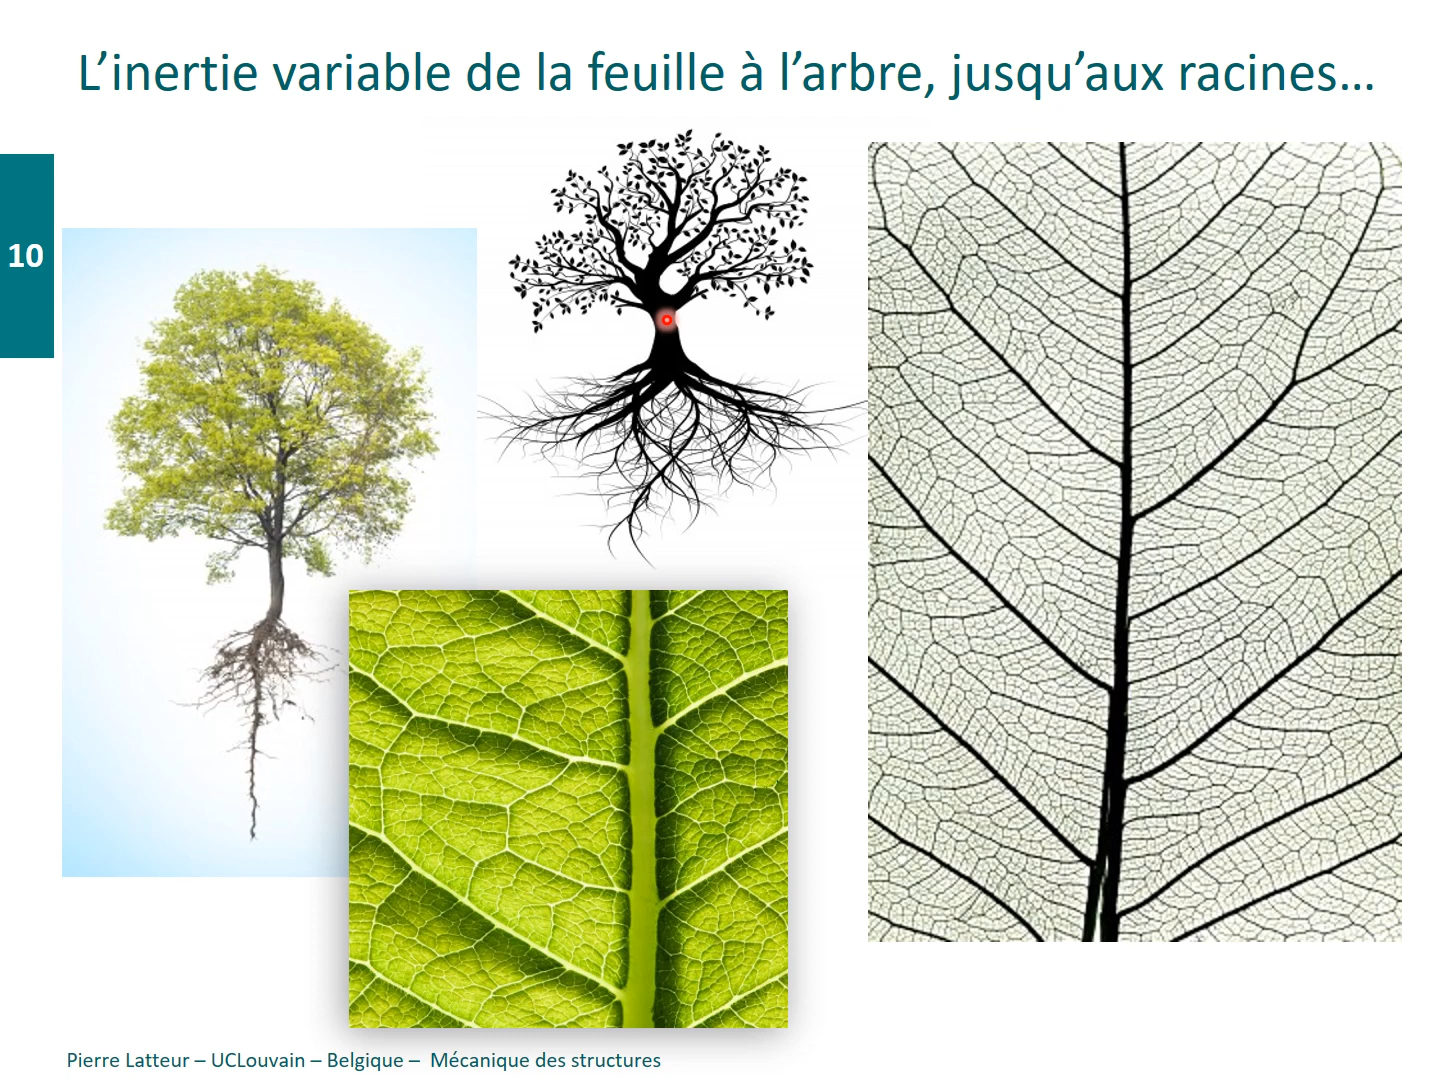 L’inertie variable de la feuille à l’arbre, jusqu’aux racines…
10
Pierre Latteur – UCLouvain – Belgique – Mécanique des structures